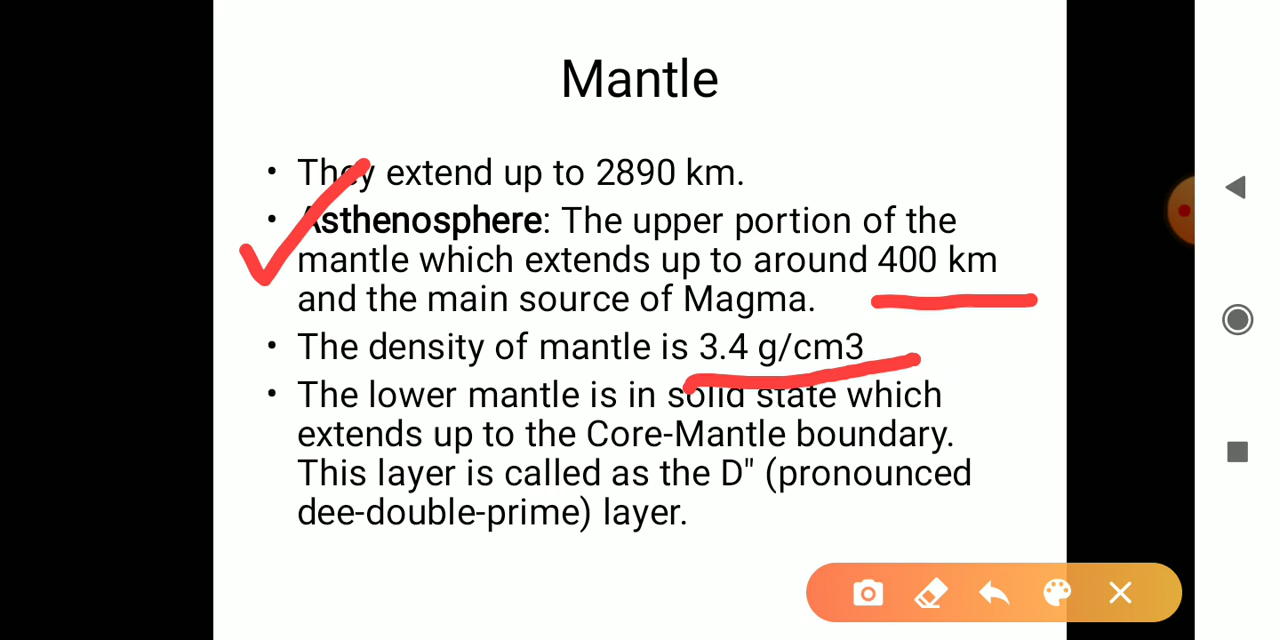 Mantle
• They extend up to 2890 km.
• Asthenosphere: The upper portion of the
mantle which extends up to around 400 km
and the main source of Magma.
• The density of mantle is 3.4 g/cm3
• The lower mantle is in solid state which
extends up to the Core-Mantle boundary.
This layer is called as the D" (pronounced
dee-double-prime) layer.